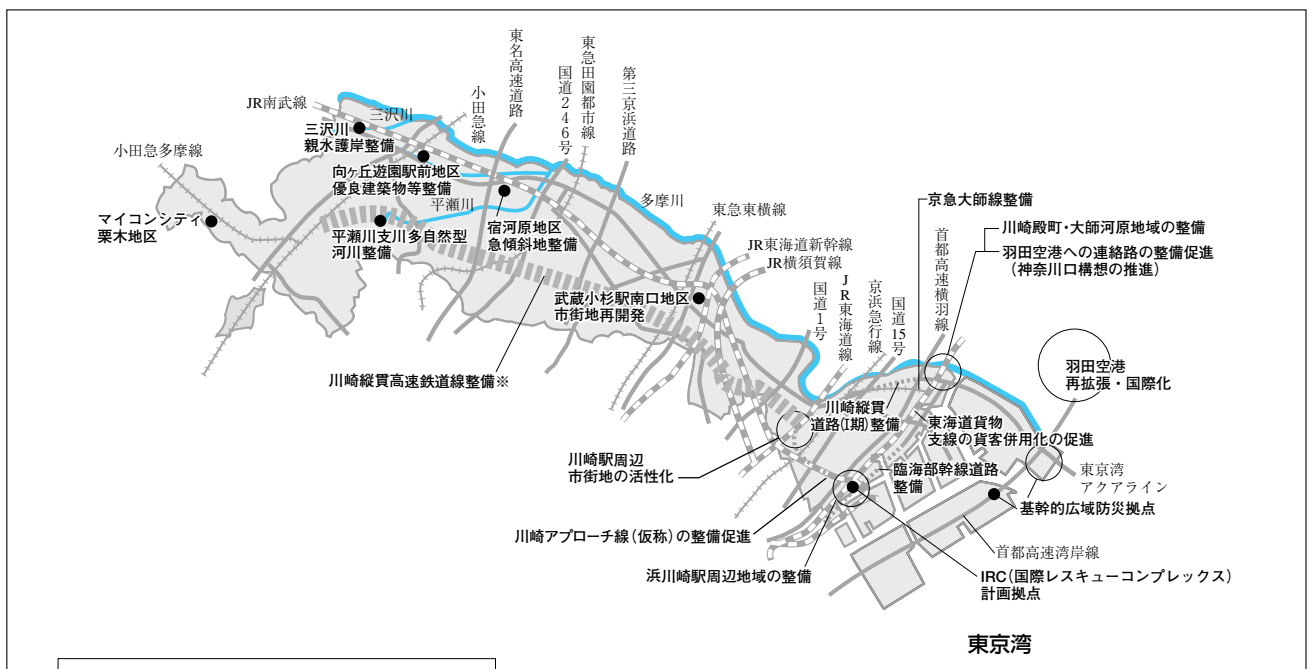 東名高速道路
小田急線
国道246号
東急田園都市線
第三京浜道路
JR南武線
三沢川
三沢川
親水護岸整備
小田急多摩線
向ヶ丘遊園駅前地区
優良建築物等整備
平瀬川
多摩川
マイコンシティ
栗木地区
平瀬川支川多自然型
河川整備
宿河原地区
急傾斜地整備
東急東横線
JR東海道新幹線
JR横須賀線
国道1号
JR東海道線
京浜急行線
国道15号
首都高速横羽線
京急大師線整備
川崎殿町・大師河原地域の整備
羽田空港への連絡路の整備促進
（神奈川口構想の推進）
武蔵小杉駅南口地区
市街地再開発
羽田空港
再拡張・国際化
川崎縦貫高速鉄道線整備※
川崎縦貫
道路(Ⅰ期)整備
東海道貨物
支線の貨客併用化の促進
川崎駅周辺
市街地の活性化
臨海部幹線道路
整備
東京湾
アクアライン
基幹的広域防災拠点
川崎アプローチ線（仮称）の整備促進
首都高速湾岸線
浜川崎駅周辺地域の整備
IRC（国際レスキューコンプレックス）
計画拠点
東京湾